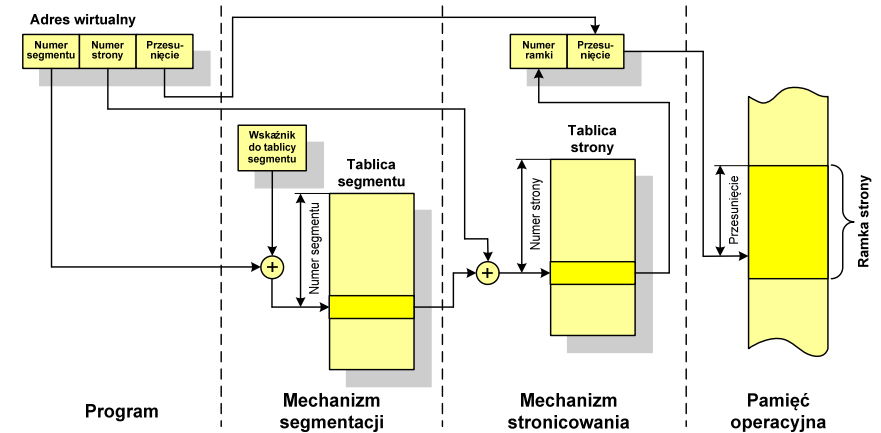 Adres wirtualny
Numer
segmentu
Numer
strony
Przesu-
nięcie
Numer
ramki
Przesu-
nięcie
Wskaźnik
do tablicy
segmentu
Tablica
segmentu
Numer segmentu
+
Tablica
strony
Numer strony
+
Przesunięcie
Ramka strony
Program
Mechanizm
segmentacji
Mechanizm
stronicowania
Pamięć
operacyjna